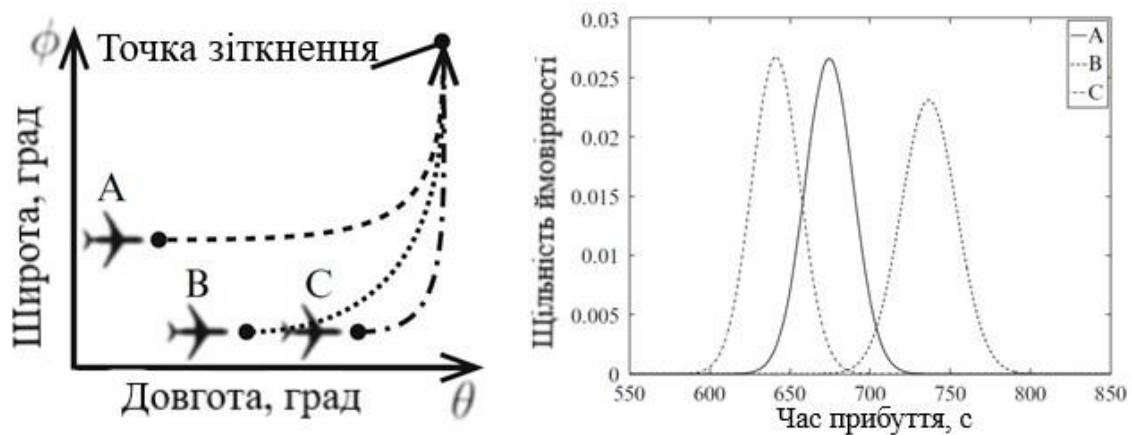 ϕ
Точка зіткнення
Широта, град
A
B
C
Довгота, град
θ
Щільність ймовірності
0.03
0.025
0.02
0.015
0.01
0.005
0
550
600
650
700
750
800
850
Час прибуття, с
A
B
C